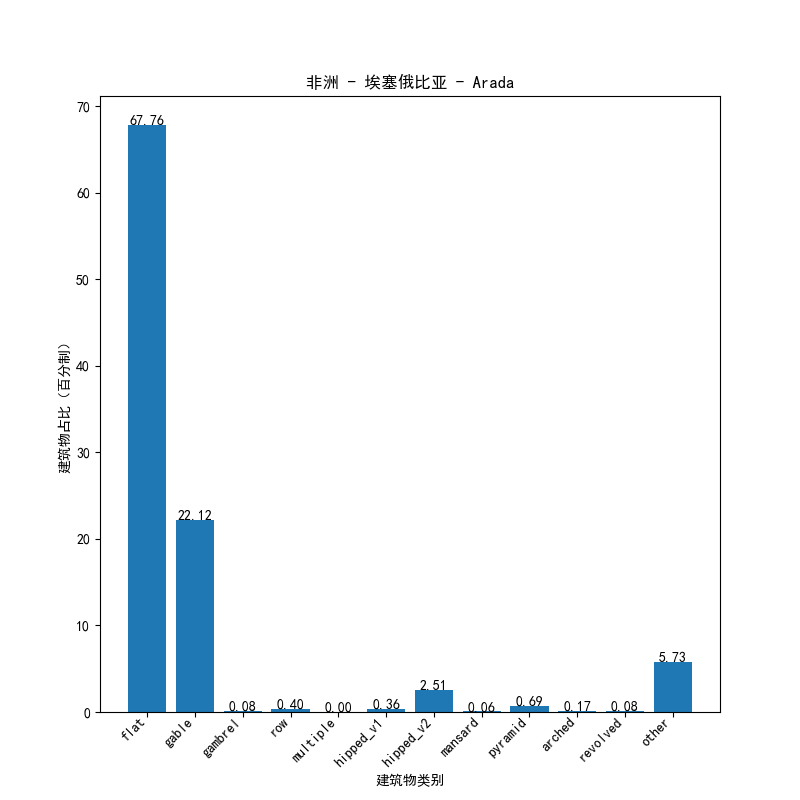 非洲 - 埃塞俄比亚 - Arada
建筑物占比（百分制）
70
60
50
40
30
20
10
0
67.76
22.12
0.08
0.40
0.00
0.36
2.51
0.06
0.69
0.17
0.08
5.73
flat
gable
gambrel
row
multiple
hipped_v1
hipped_v2
mansard
pyramid
arched
revolved
other
建筑物类别